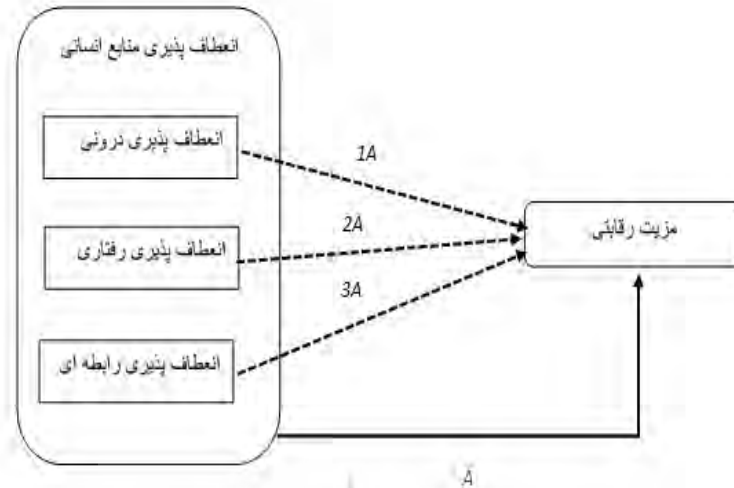 انعطاف پذیری منابع انسانی
انعطاف پذیری درونی
1A
انعطاف پذیری رفتاری
2A
مزیت رقابتی
3A
انعطاف پذیری رابطه ای
A